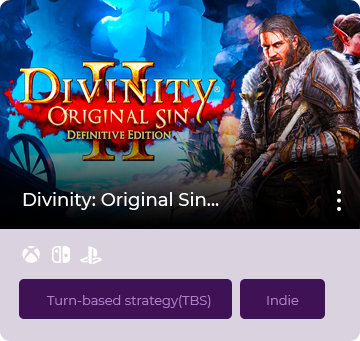 DIVINITY
II
ORIGINAL SIN
DEFINITIVE EDITION
Divinity: Original Sin...
Turn-based strategy(TBS)
Indie